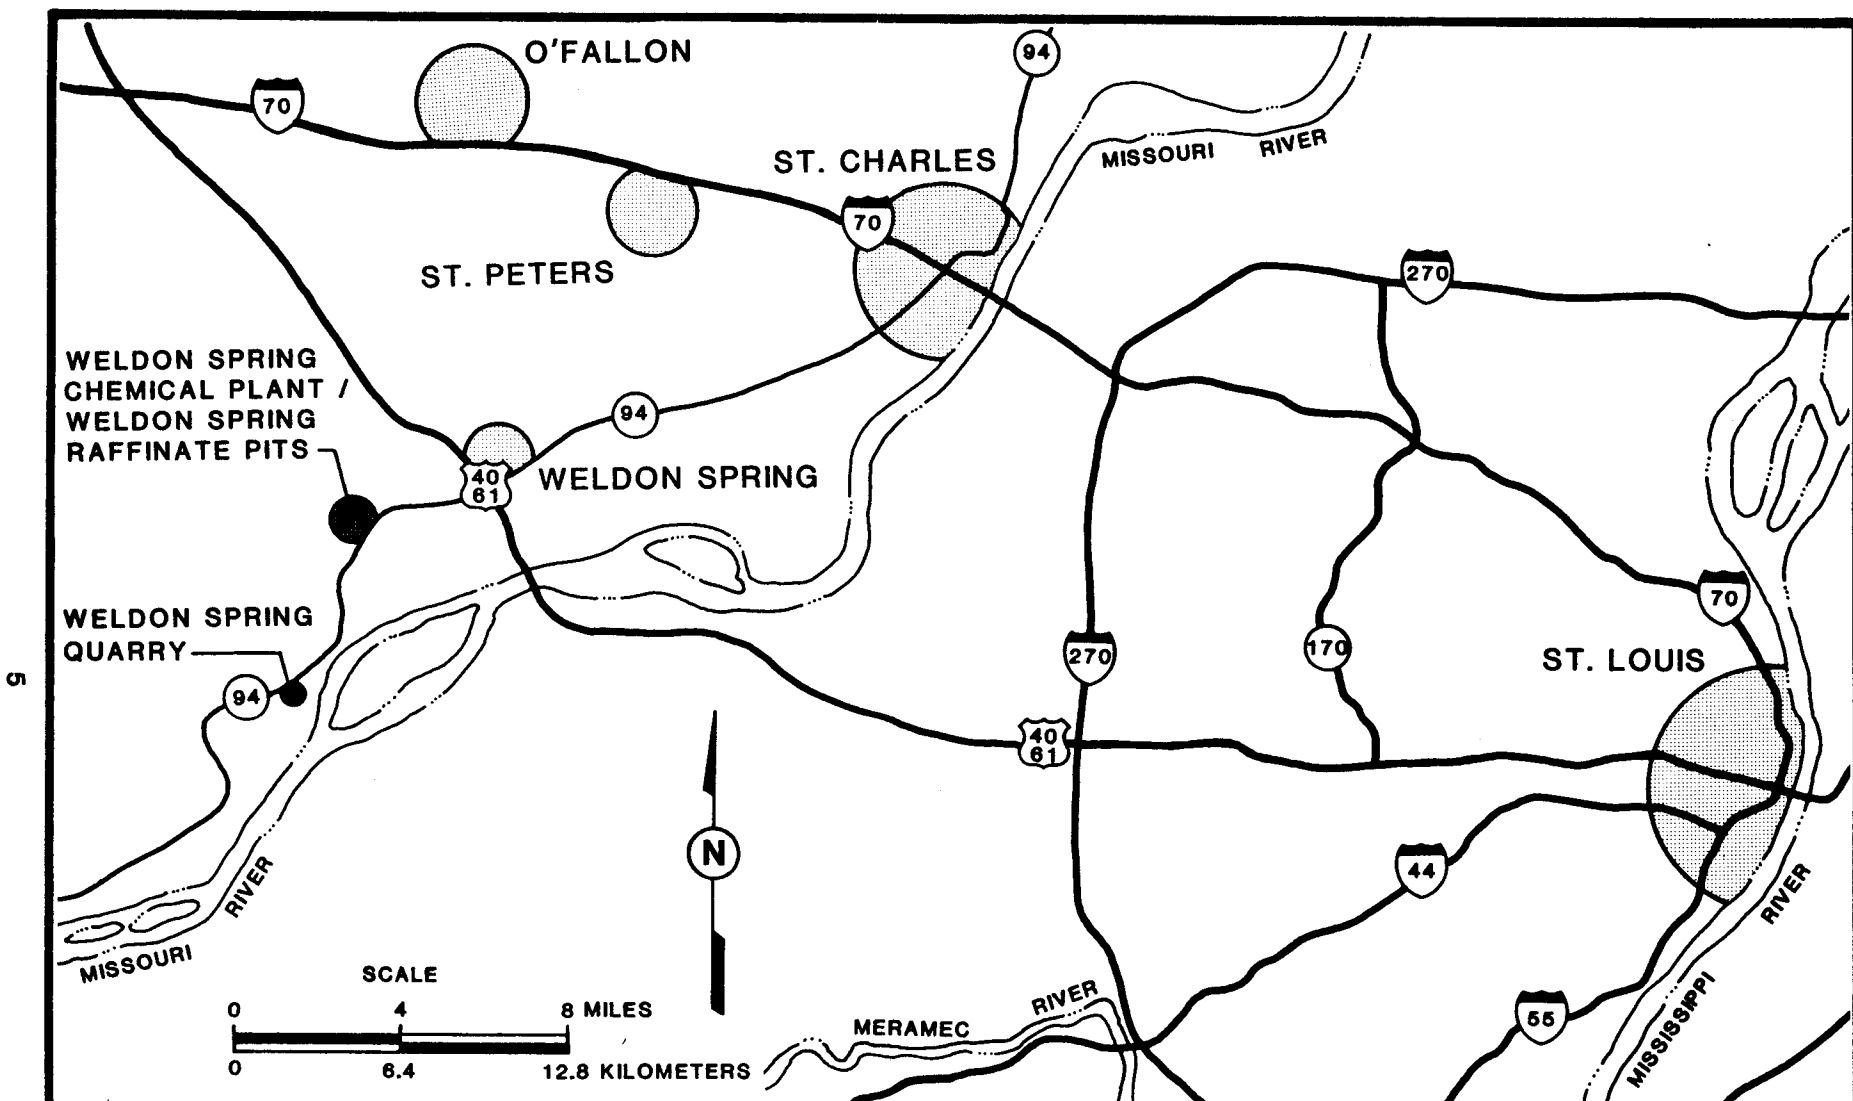 O'FALLON
94
70
MISSOURI RIVER
ST. CHARLES
70
ST. PETERS
270
WELDON SPRING
CHEMICAL PLANT /
WELDON SPRING
RAFFINATE PITS
94
40
61
WELDON SPRING
WELDON SPRING
QUARRY
94
5
270
170
70
ST. LOUIS
40
61
N
44
RIVER
MISSISSIPPI
55
MISSOURI
RIVER
SCALE
0 4 8 MILES
0 6.4 12.8 KILOMETERS
MERAMEC
RIVER